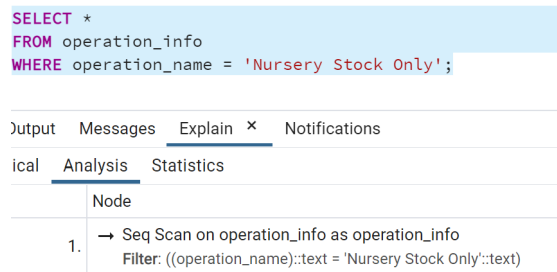 SELECT *
FROM operation_info
WHERE operation_name = 'Nursery Stock Only';
Output Messages Explain × Notifications
ical Analysis Statistics
Node
1. → Seq Scan on operation_info as operation_info
Filter: ((operation_name)::text = 'Nursery Stock Only'::text)